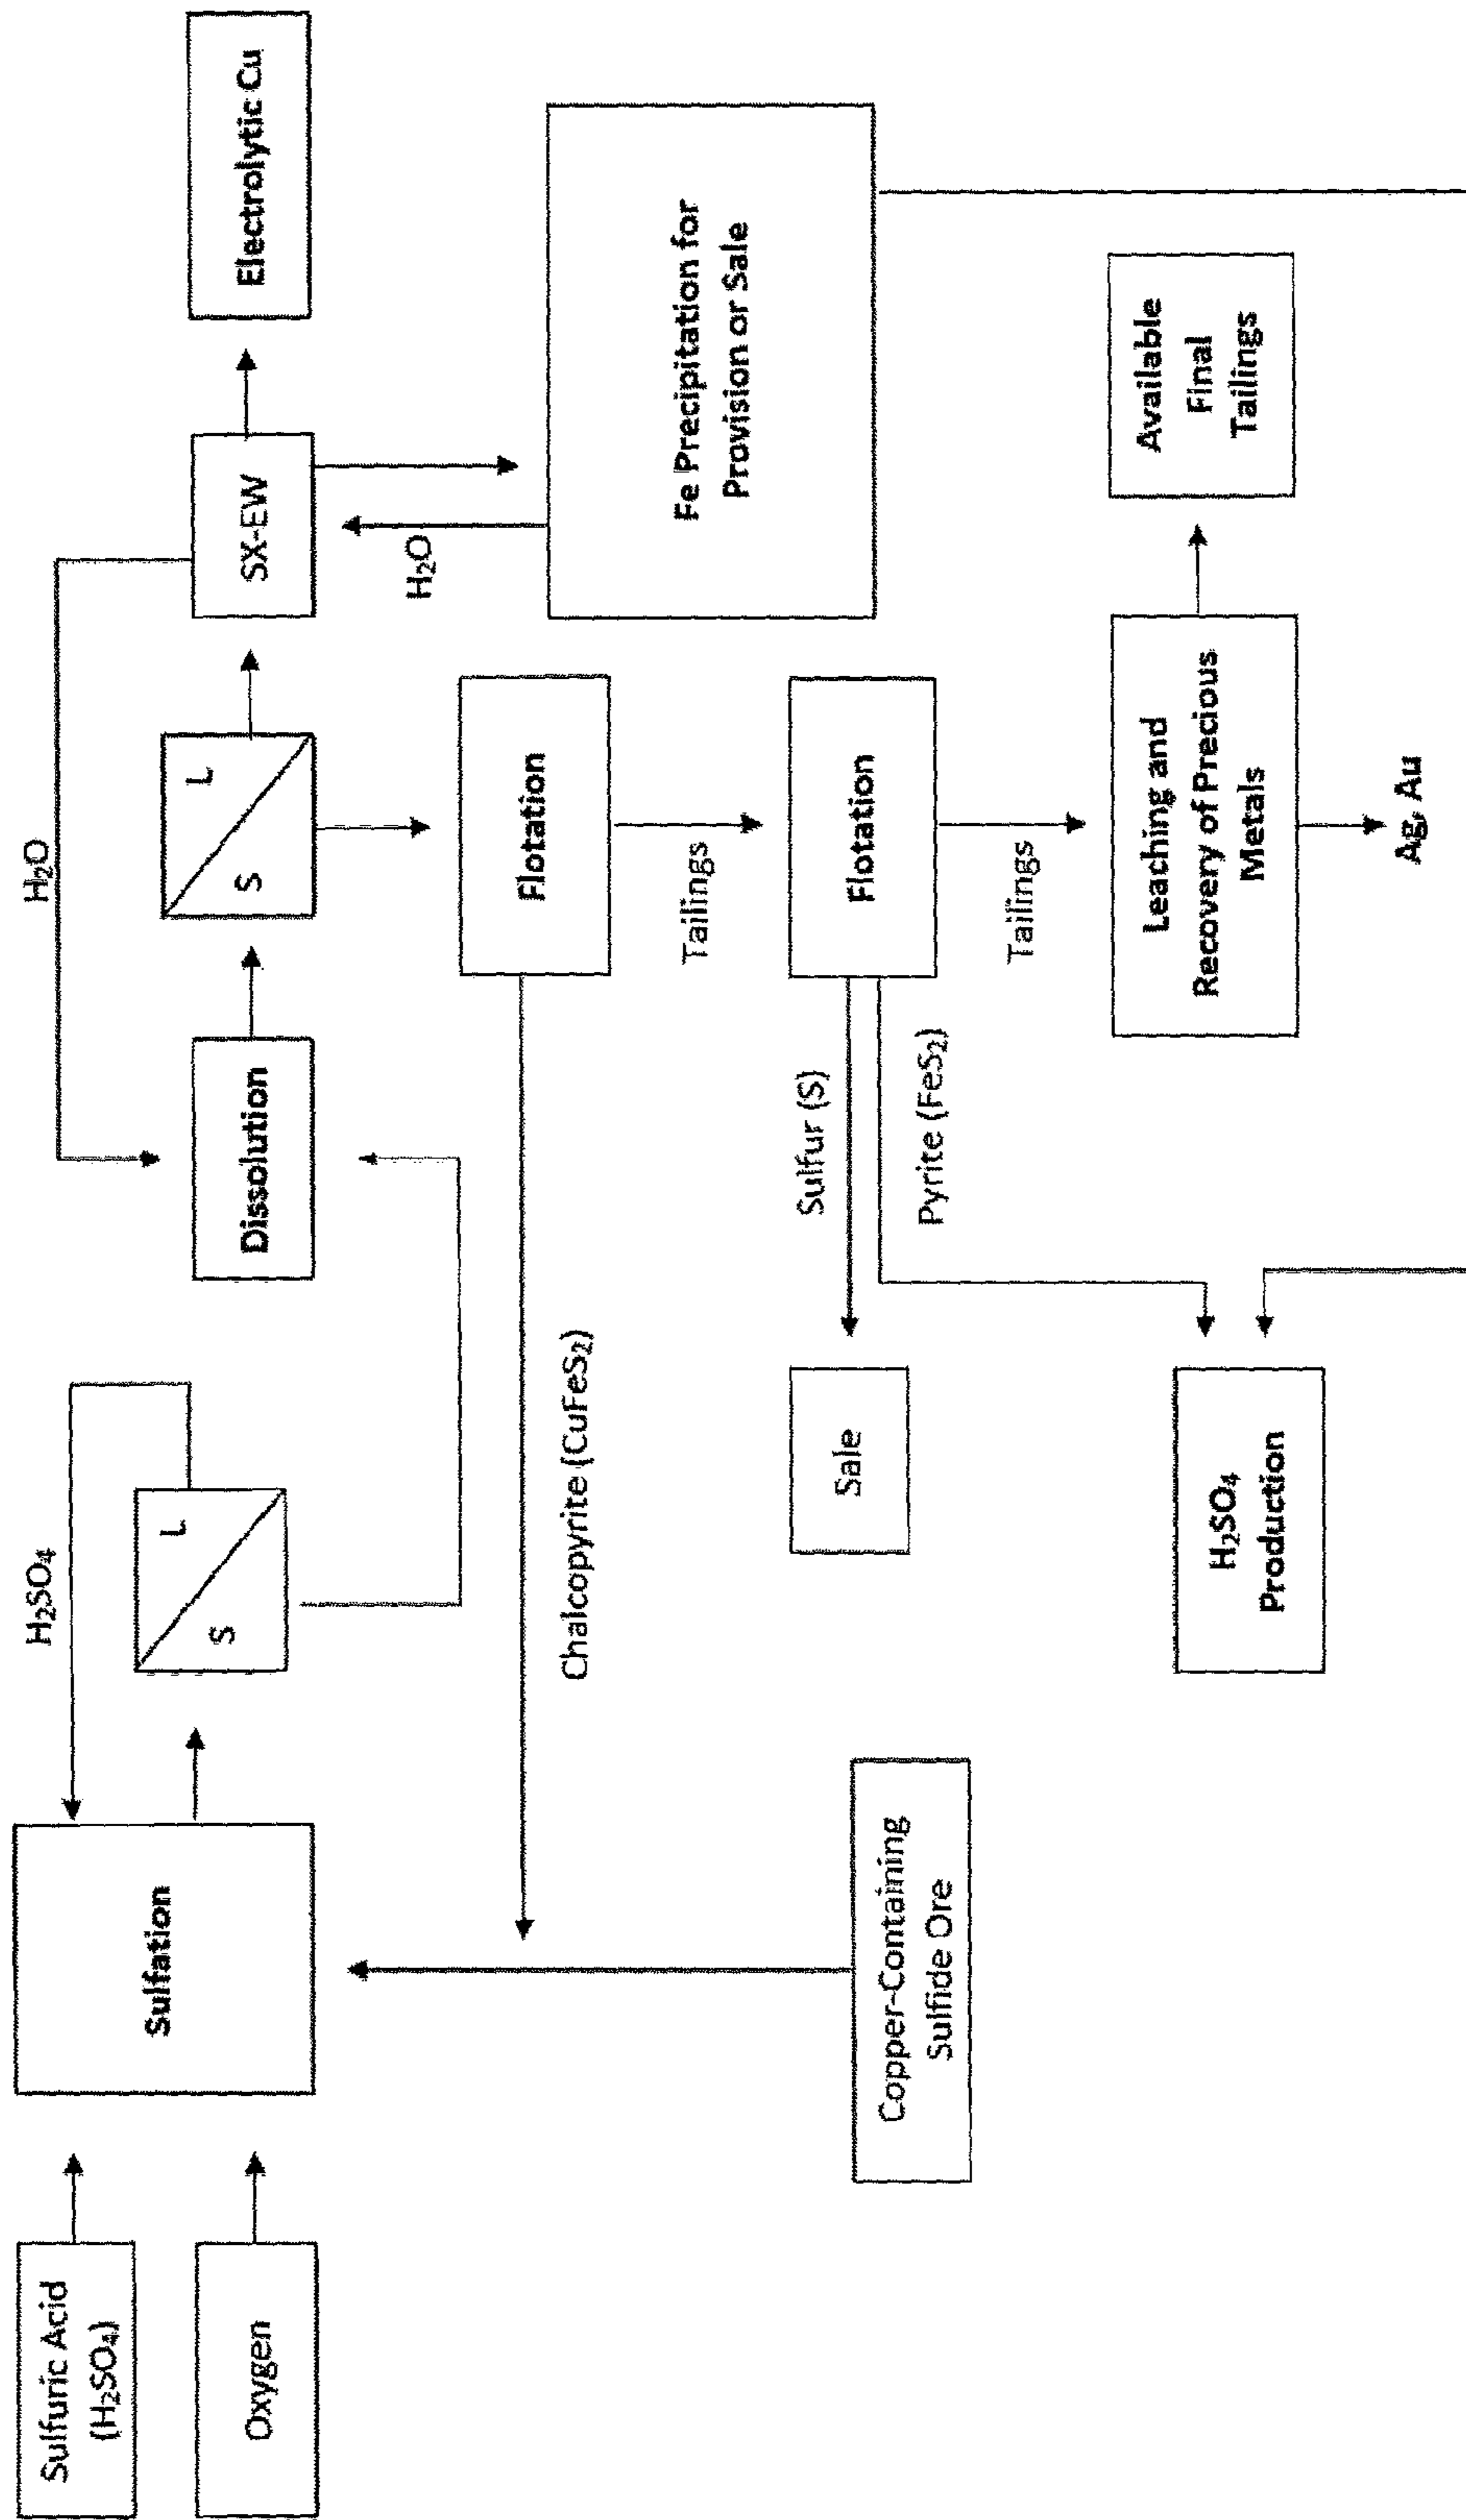 Sulfuric Acid
(H₂SO₄)
Oxygen
Sulfation
H₂SO₄
L
S
Dissolution
H₂O
L
S
SX-EW
Electrolytic Cu
H₂O
Fe Precipitation for
Provision or Sale
Flotation
Chalcopyrite (CuFeS₂)
Copper-Containing
Sulfide Ore
Tailings
Flotation
Sulfur (S)
Sale
Pyrite (FeS₂)
H₂SO₄
Production
Tailings
Leaching and
Recovery of Precious
Metals
Available
Final
Tailings
Ag, Au